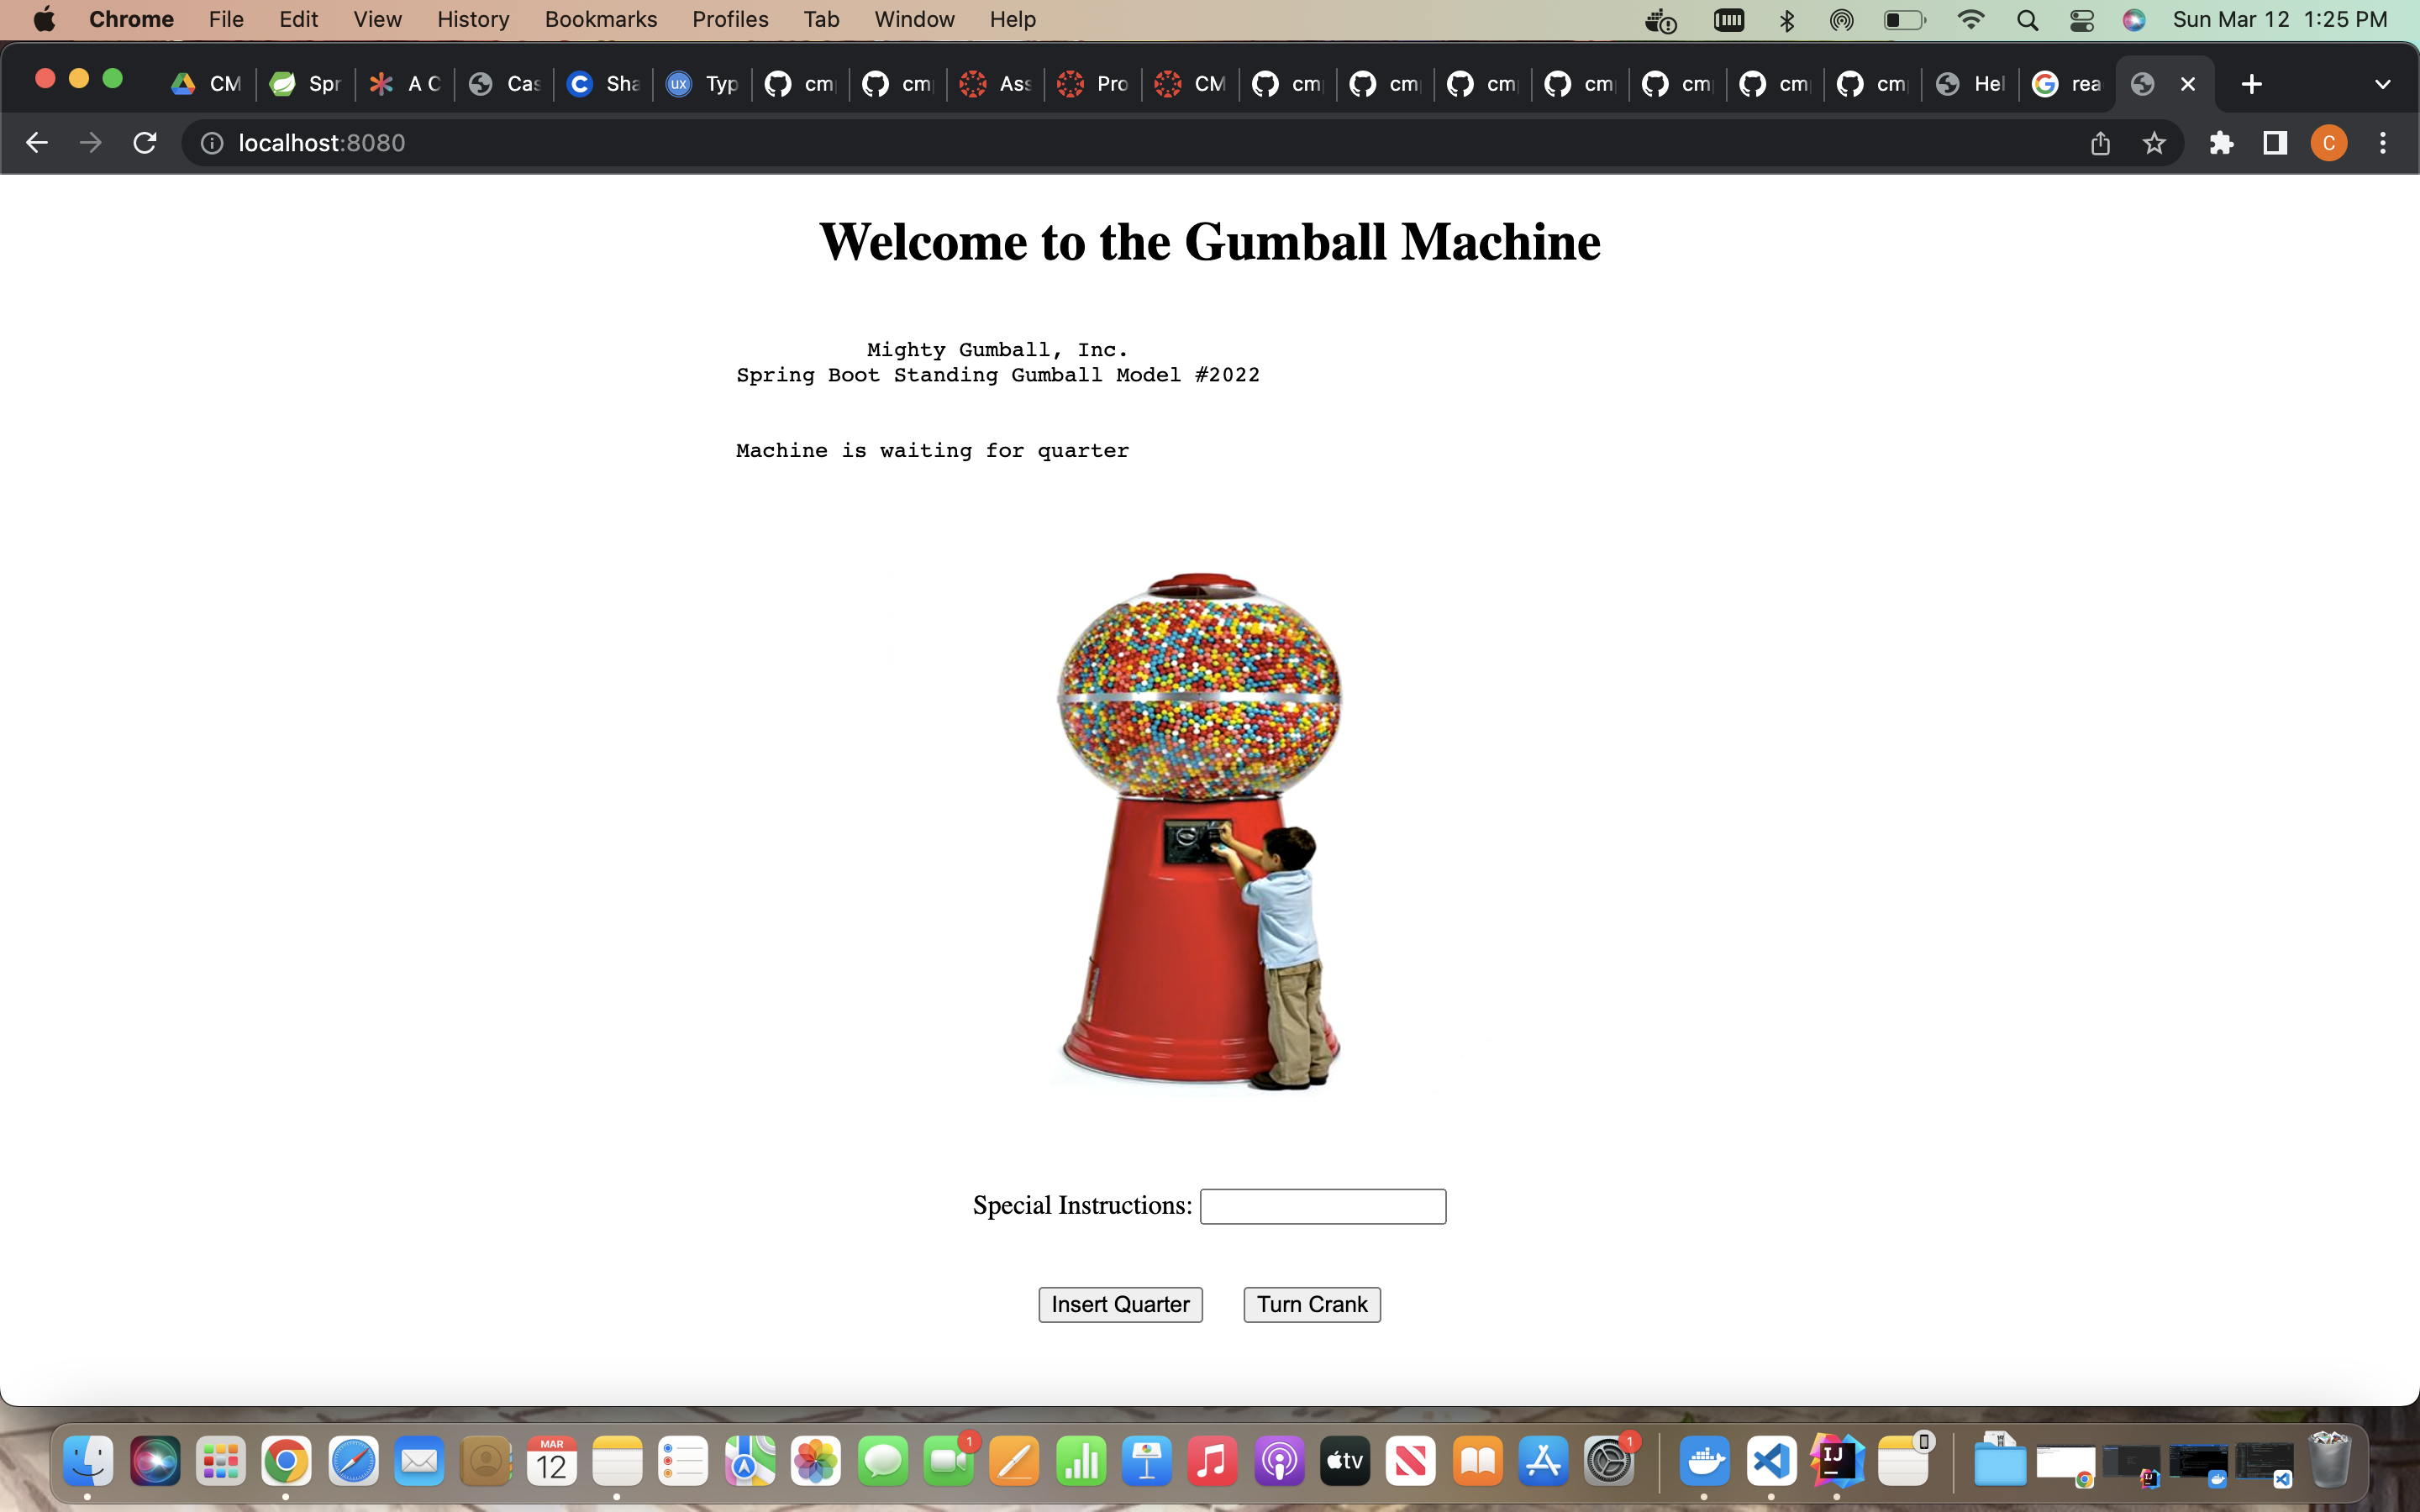 Chrome File Edit View History Bookmarks Profiles Tab Window Help Sun Mar 12 1:25 PM
CM Spr A C Cas Sha ux Typ cm cm Ass Pro CM cm cm cm cm cm cm cm Hel rea
localhost:8080 C
Welcome to the Gumball Machine
Mighty Gumball, Inc.
Spring Boot Standing Gumball Model #2022
Machine is waiting for quarter
Special Instructions:
Insert Quarter Turn Crank
MAR
12
1
tv
1
IJ